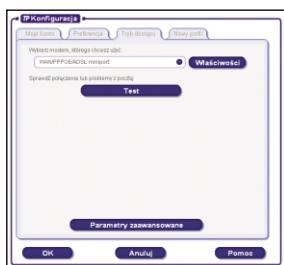 TP Konfiguracja
Moje konto Preferencje Tryb dostępu Nowy profil
Wybierz modem, którego chcesz użyć:
WAN/PPPOE/ADSL miniport
Właściwości
Sprawdź połączenie lub problemy z pocztą
Test
Parametry zaawansowane
OK Anuluj Pomoc